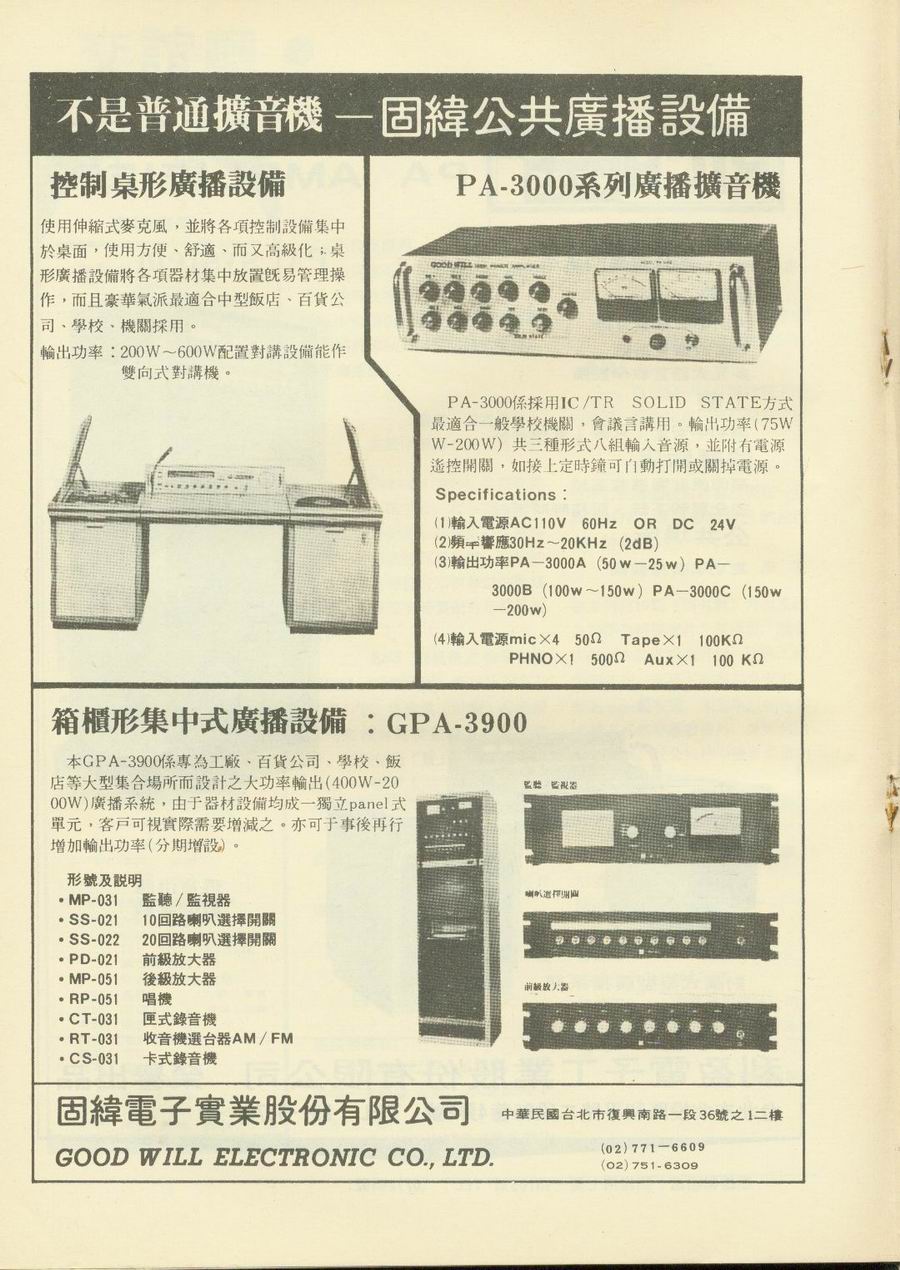 不是普通擴音機 — 固緯公共廣播設備
控制桌形廣播設備
使用伸縮式麥克風，並將各項控制設備集中
於桌面，使用方便、舒適、而又高級化；桌
形廣播設備將各項器材集中放置旣易管理操
作，而且豪華氣派最適合中型飯店、百貨公
司、學校、機關採用。
輸出功率：200W～600W配置對講設備能作
雙向式對講機。
PA-3000系列廣播擴音機
GOOD WILL
SOLID STATE
PA-3000係採用IC/TR SOLID STATE方式
最適合一般學校機關，會議言講用。輸出功率(75W
W-200W) 共三種形式八組輸入音源，並附有電源
遙控開關，如接上定時鐘可自動打開或關掉電源。
Specifications：
(1)輸入電源AC110V 60Hz OR DC 24V
(2)頻率響應30Hz～20KHz (2dB)
(3)輸出功率PA－3000A (50w－25w) PA－
3000B (100w～150w) PA－3000C (150w
－200w)
(4)輸入電源mic×4 50Ω Tape×1 100KΩ
PHNO×1 500Ω Aux×1 100 KΩ
箱櫃形集中式廣播設備：GPA-3900
本GPA-3900係專為工廠、百貨公司、學校、飯
店等大型集合場所而設計之大功率輸出(400W-20
00W)廣播系統，由于器材設備均成一獨立panel式
單元，客戸可視實際需要增減之。亦可于事後再行
增加輸出功率(分期增設)。
形號及說明
•MP-031 監聽/監視器
•SS-021 10回路喇叭選擇開關
•SS-022 20回路喇叭選擇開關
•PD-021 前級放大器
•MP-051 後級放大器
•RP-051 唱機
•CT-031 匣式錄音機
•RT-031 收音機選台器AM/FM
•CS-031 卡式錄音機
監聽 監視器
喇叭選擇開關
前級放大器
固緯電子實業股份有限公司
GOOD WILL ELECTRONIC CO., LTD.
中華民國台北市復興南路一段36號之1二樓
(02)771－6609
(02)751-6309